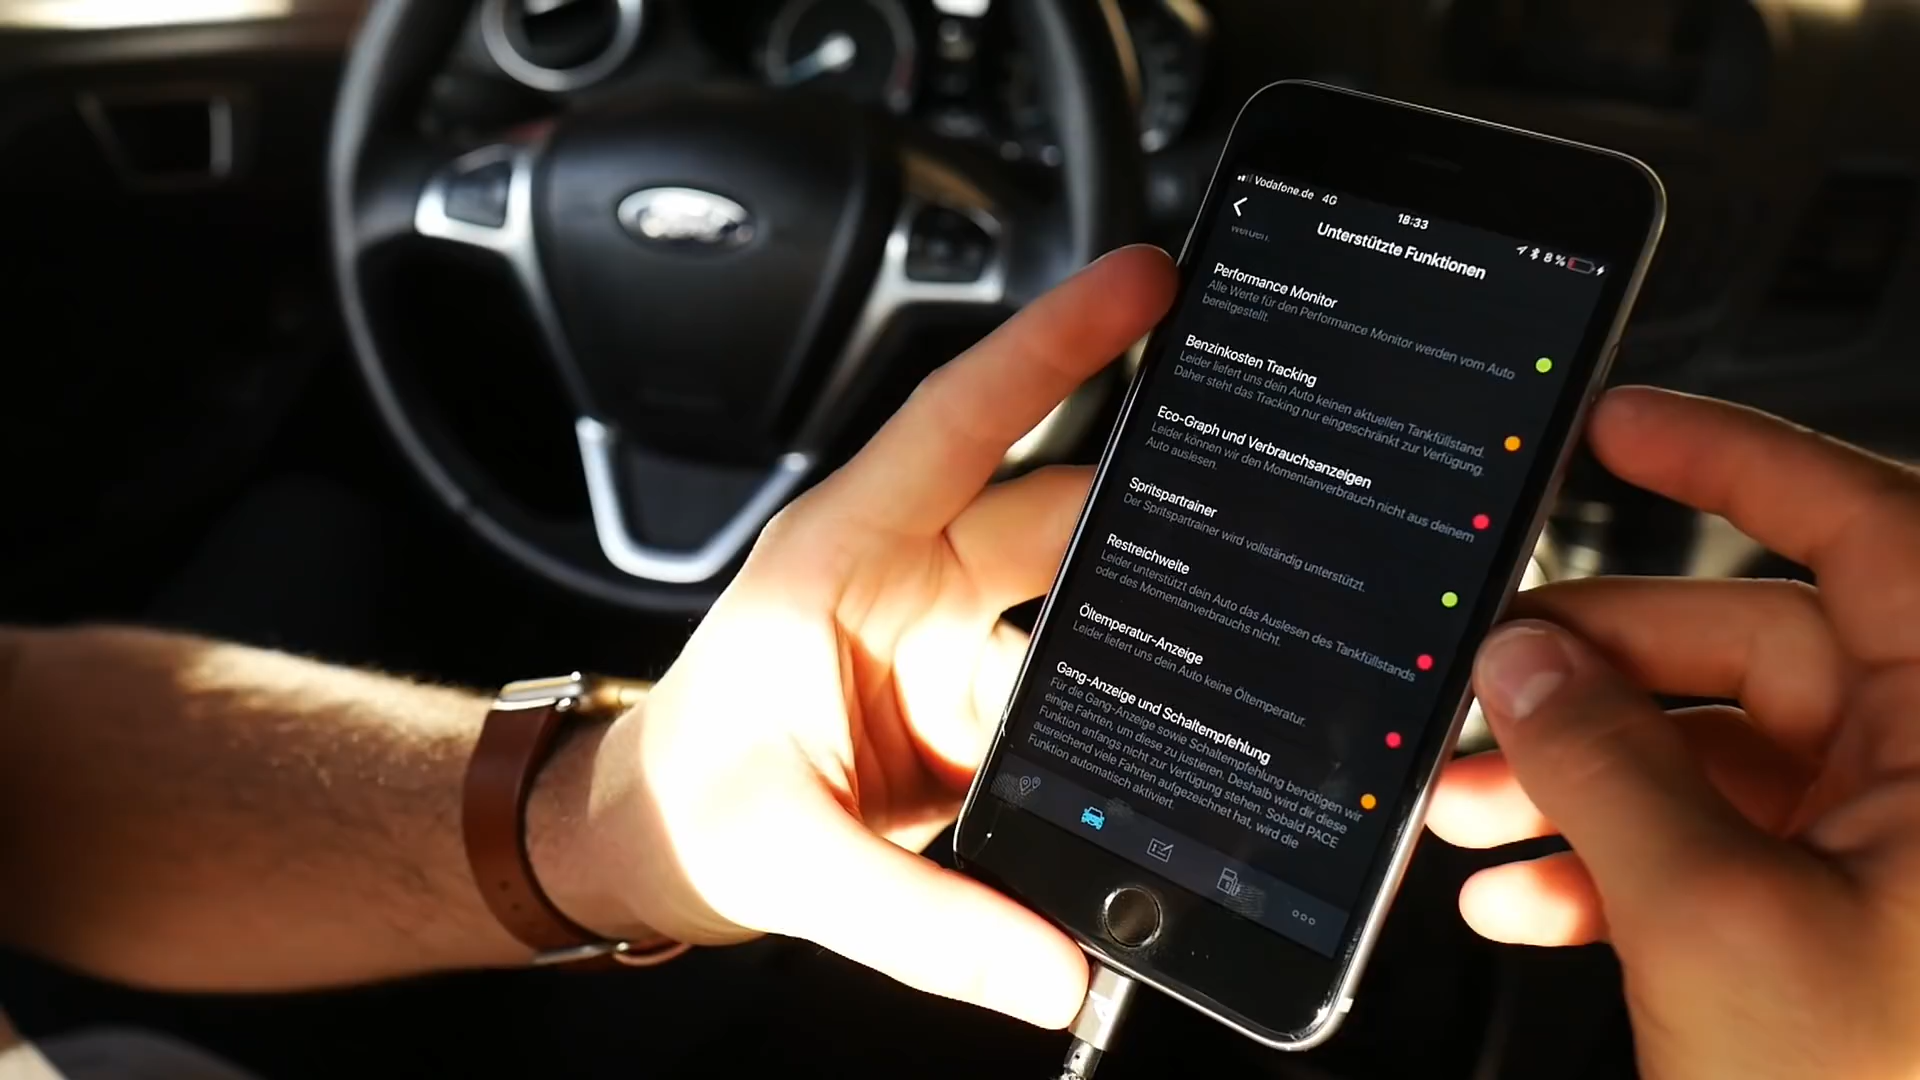 Ford
Vodafone.de 4G
18:33
8 %
Unterstützte Funktionen
werden.
Performance Monitor
Alle Werte für den Performance Monitor werden vom Auto
bereitgestellt.
Benzinkosten Tracking
Leider liefert uns dein Auto keinen aktuellen Tankfüllstand.
Daher steht das Tracking nur eingeschränkt zur Verfügung.
Eco-Graph und Verbrauchsanzeigen
Leider können wir den Momentanverbrauch nicht aus deinem
Auto auslesen.
Spritspartrainer
Der Spritspartrainer wird vollständig unterstützt.
Restreichweite
Leider unterstützt dein Auto das Auslesen des Tankfüllstands
oder des Momentanverbrauchs nicht.
Öltemperatur-Anzeige
Leider liefert uns dein Auto keine Öltemperatur.
Gang-Anzeige und Schaltempfehlung
Für die Gang-Anzeige sowie Schaltempfehlung benötigen wir
einige Fahrten, um diese zu justieren. Deshalb wird dir diese
Funktion anfangs nicht zur Verfügung stehen. Sobald PACE
ausreichend viele Fahrten aufgezeichnet hat, wird die
Funktion automatisch aktiviert.